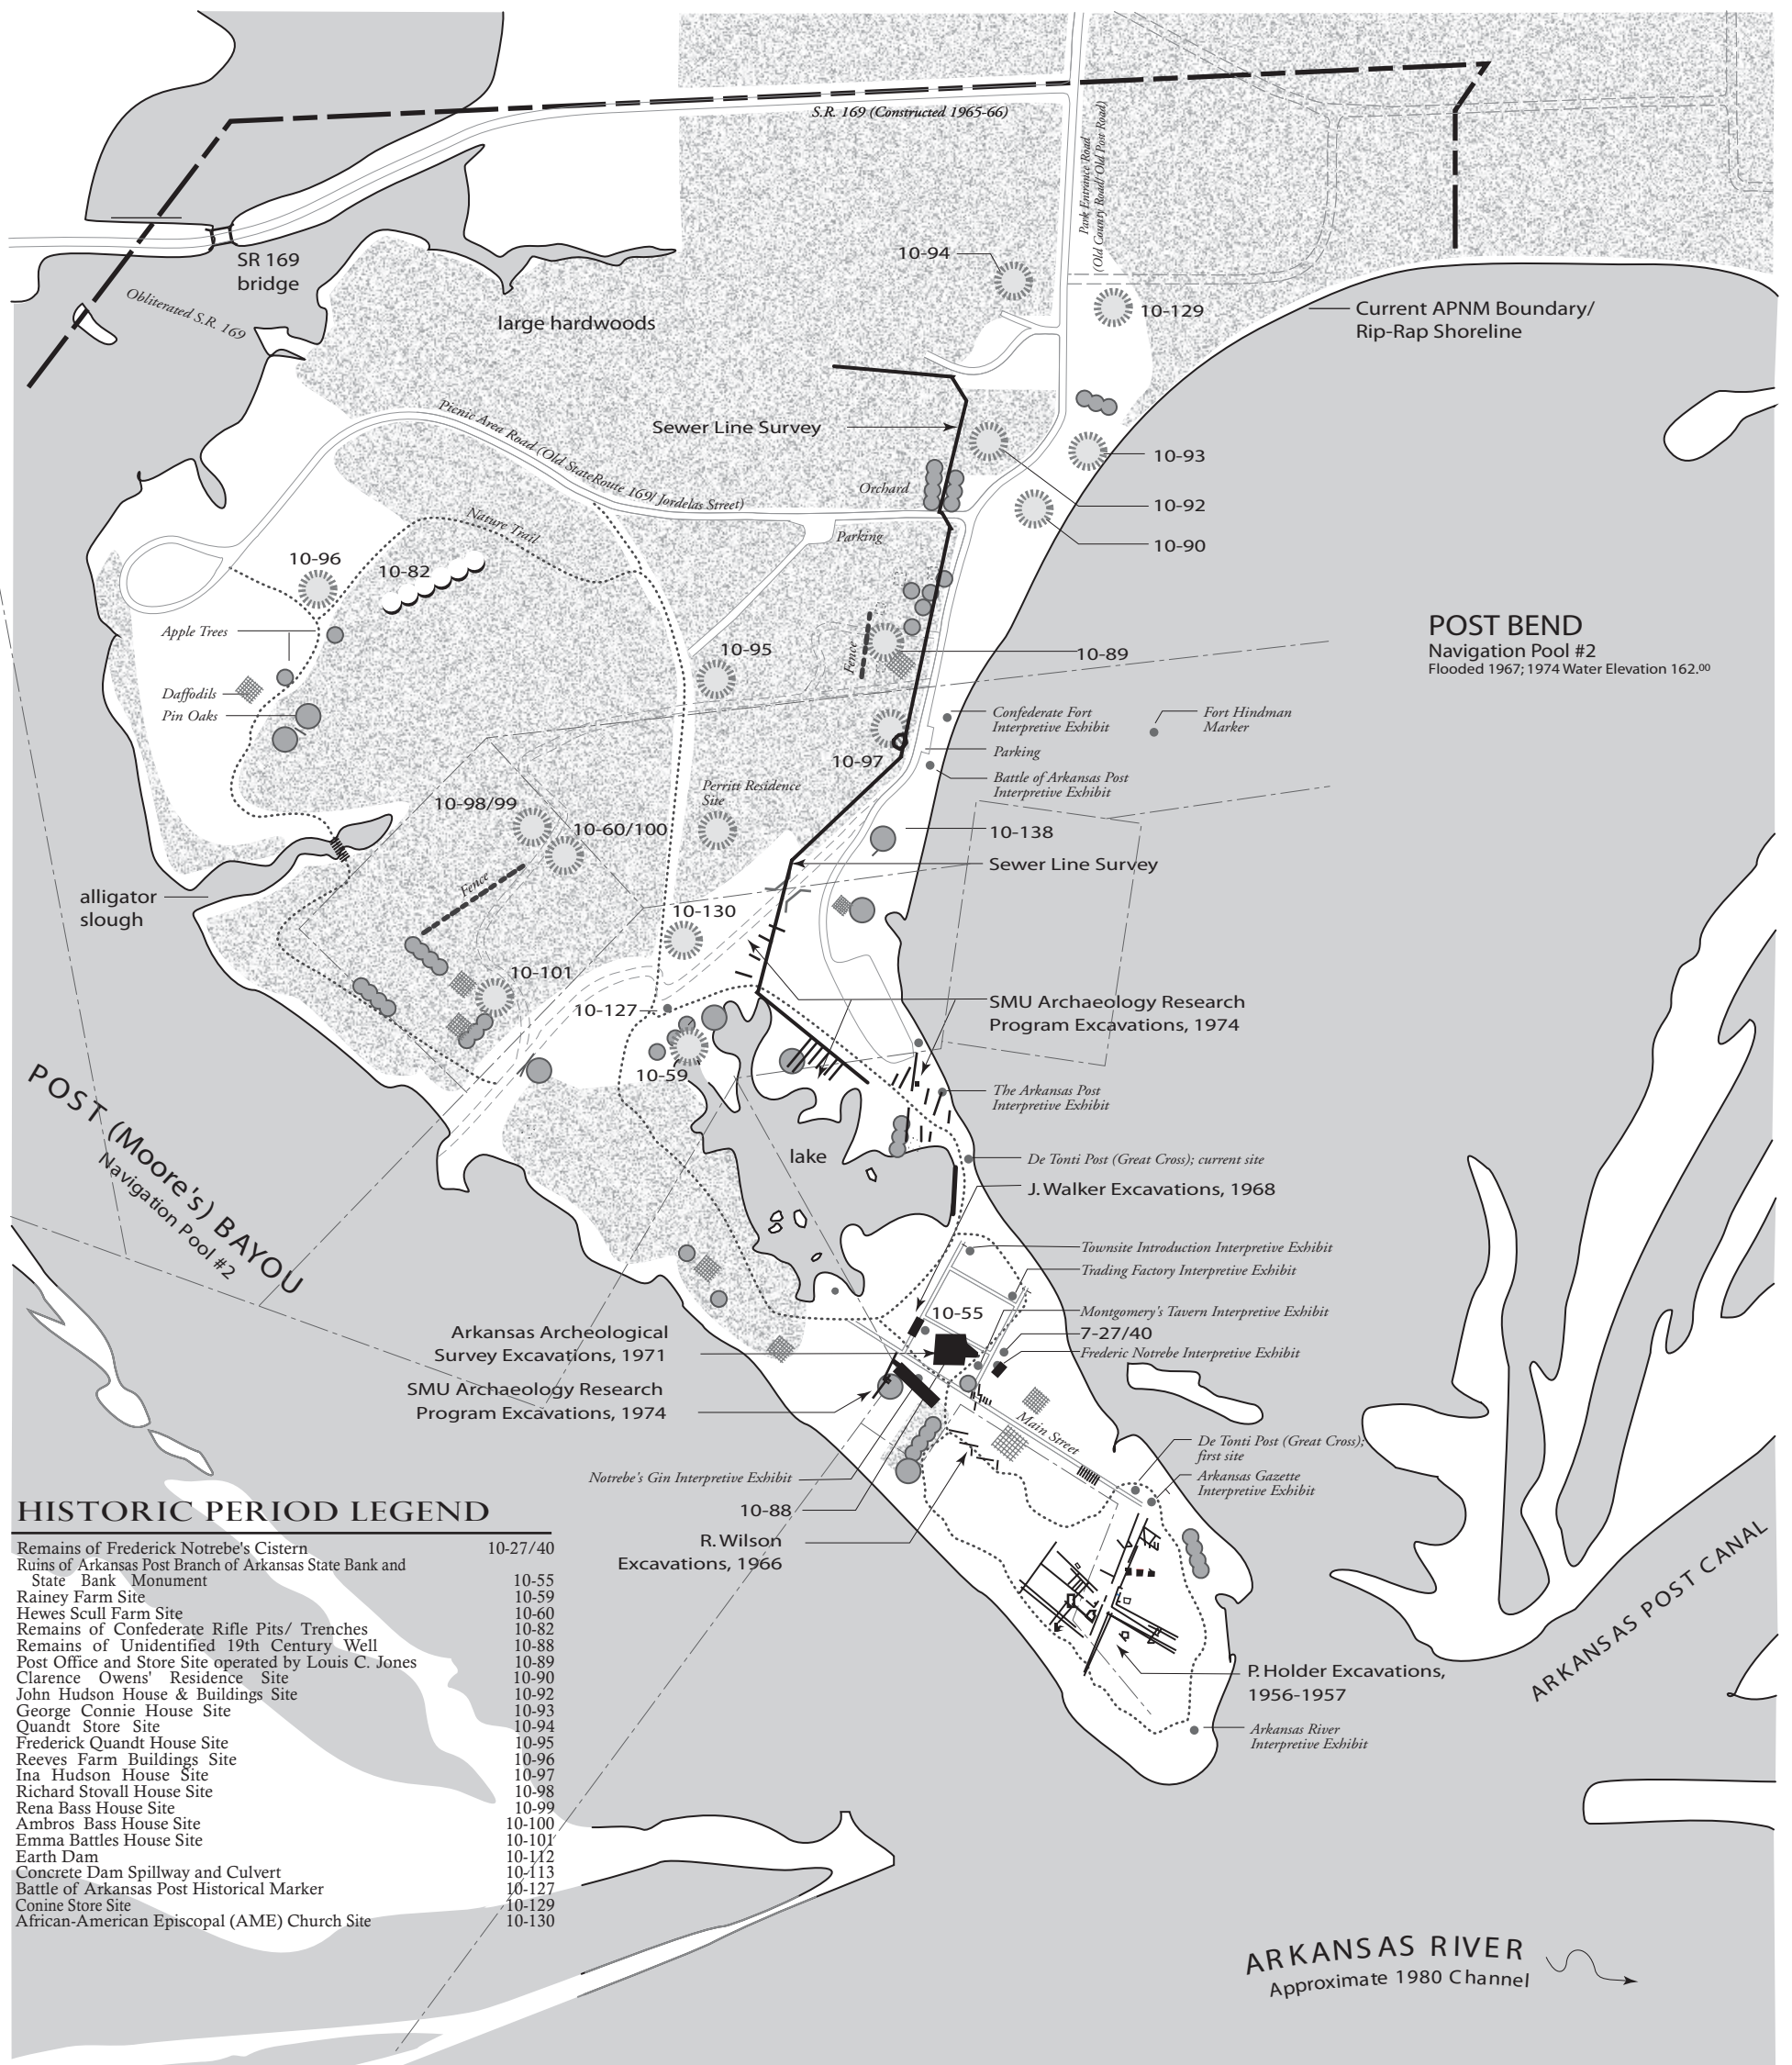 S.R. 169 (Constructed 1965-66)
Park Entrance Road
(Old County Road/ Old Post Road)
SR 169
bridge
Obliterated S.R. 169
10-94
10-129
large hardwoods
Current APNM Boundary/
Rip-Rap Shoreline
Picnic Area Road (Old StateRoute 169/ Jordelas Street)
Sewer Line Survey
10-93
Orchard
10-92
Nature Trail
Parking
10-90
10-96
10-82
Apple Trees
10-95
Fence
10-89
POST BEND
Navigation Pool #2
Flooded 1967; 1974 Water Elevation 162.00
Daffodils
Pin Oaks
Confederate Fort
Interpretive Exhibit
Fort Hindman
Marker
Parking
10-97
Battle of Arkansas Post
Interpretive Exhibit
Perritt Residence
Site
10-98/99
10-60/100
10-138
Sewer Line Survey
Fence
alligator
slough
10-130
10-101
10-127
SMU Archaeology Research
Program Excavations, 1974
10-59
The Arkansas Post
Interpretive Exhibit
POST (Moore's) BAYOU
Navigation Pool #2
lake
De Tonti Post (Great Cross); current site
J. Walker Excavations, 1968
Townsite Introduction Interpretive Exhibit
Trading Factory Interpretive Exhibit
10-55
Montgomery's Tavern Interpretive Exhibit
7-27/40
Frederic Notrebe Interpretive Exhibit
Arkansas Archeological
Survey Excavations, 1971
SMU Archaeology Research
Program Excavations, 1974
Main Street
De Tonti Post (Great Cross);
first site
Arkansas Gazette
Interpretive Exhibit
Notrebe's Gin Interpretive Exhibit
10-88
R. Wilson
Excavations, 1966
P. Holder Excavations,
1956-1957
Arkansas River
Interpretive Exhibit
ARKANSAS POST CANAL
ARKANSAS RIVER
Approximate 1980 Channel
HISTORIC PERIOD LEGEND
Remains of Frederick Notrebe's Cistern 10-27/40
Ruins of Arkansas Post Branch of Arkansas State Bank and
State Bank Monument 10-55
Rainey Farm Site 10-59
Hewes Scull Farm Site 10-60
Remains of Confederate Rifle Pits/ Trenches 10-82
Remains of Unidentified 19th Century Well 10-88
Post Office and Store Site operated by Louis C. Jones 10-89
Clarence Owens' Residence Site 10-90
John Hudson House & Buildings Site 10-92
George Connie House Site 10-93
Quandt Store Site 10-94
Frederick Quandt House Site 10-95
Reeves Farm Buildings Site 10-96
Ina Hudson House Site 10-97
Richard Stovall House Site 10-98
Rena Bass House Site 10-99
Ambros Bass House Site 10-100
Emma Battles House Site 10-101
Earth Dam 10-112
Concrete Dam Spillway and Culvert 10-113
Battle of Arkansas Post Historical Marker 10-127
Conine Store Site 10-129
African-American Episcopal (AME) Church Site 10-130